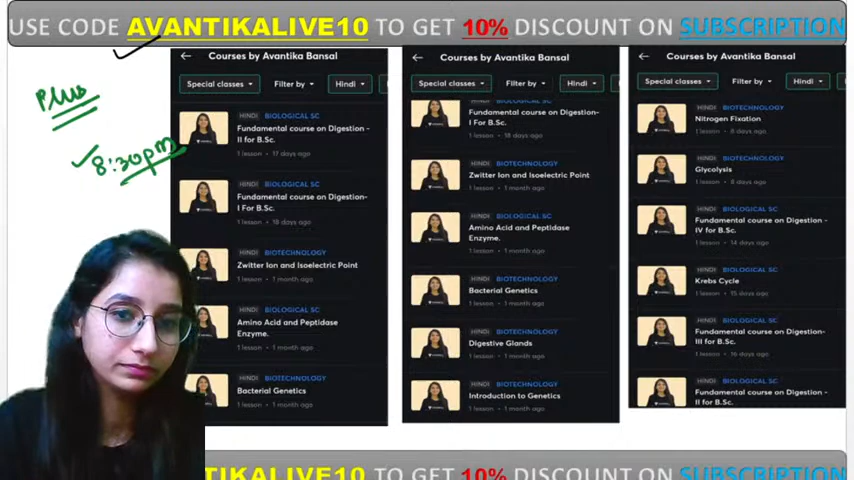 USE CODE AVANTIKALIVE10 TO GET 10% DISCOUNT ON SUBSCRIPTION
Plus
8:30pm
Courses by Avantika Bansal
Special classes
Filter by
Hindi
HINDI BIOLOGICAL SC
Fundamental course on Digestion -
II for B.Sc.
1 lesson • 17 days ago
HINDI BIOLOGICAL SC
Fundamental course on Digestion-
I For B.Sc.
1 lesson • 18 days ago
HINDI BIOTECHNOLOGY
Zwitter Ion and Isoelectric Point
1 lesson • 1 month ago
HINDI BIOLOGICAL SC
Amino Acid and Peptidase
Enzyme.
1 lesson • 1 month ago
HINDI BIOTECHNOLOGY
Bacterial Genetics
1 lesson • 1 month ago
Courses by Avantika Bansal
Special classes
Filter by
Hindi
HINDI BIOLOGICAL SC
Fundamental course on Digestion-
I For B.Sc.
1 lesson • 18 days ago
HINDI BIOTECHNOLOGY
Zwitter Ion and Isoelectric Point
1 lesson • 1 month ago
HINDI BIOLOGICAL SC
Amino Acid and Peptidase
Enzyme.
1 lesson • 1 month ago
HINDI BIOTECHNOLOGY
Bacterial Genetics
1 lesson • 1 month ago
HINDI BIOTECHNOLOGY
Digestive Glands
1 lesson • 1 month ago
HINDI BIOTECHNOLOGY
Introduction to Genetics
1 lesson • 1 month ago
Courses by Avantika Bansal
Special classes
Filter by
Hindi
HINDI BIOTECHNOLOGY
Nitrogen Fixation
1 lesson • 6 days ago
HINDI BIOLOGICAL SC
Glycolysis
1 lesson • 8 days ago
HINDI BIOLOGICAL SC
Fundamental course on Digestion -
IV for B.Sc.
1 lesson • 14 days ago
HINDI BIOLOGICAL SC
Krebs Cycle
1 lesson • 15 days ago
HINDI BIOLOGICAL SC
Fundamental course on Digestion-
III for B.Sc.
1 lesson • 16 days ago
HINDI BIOLOGICAL SC
Fundamental course on Digestion -
II for B.Sc.
TIKALIVE10 TO GET 10% DISCOUNT ON SUBSCRIPTION